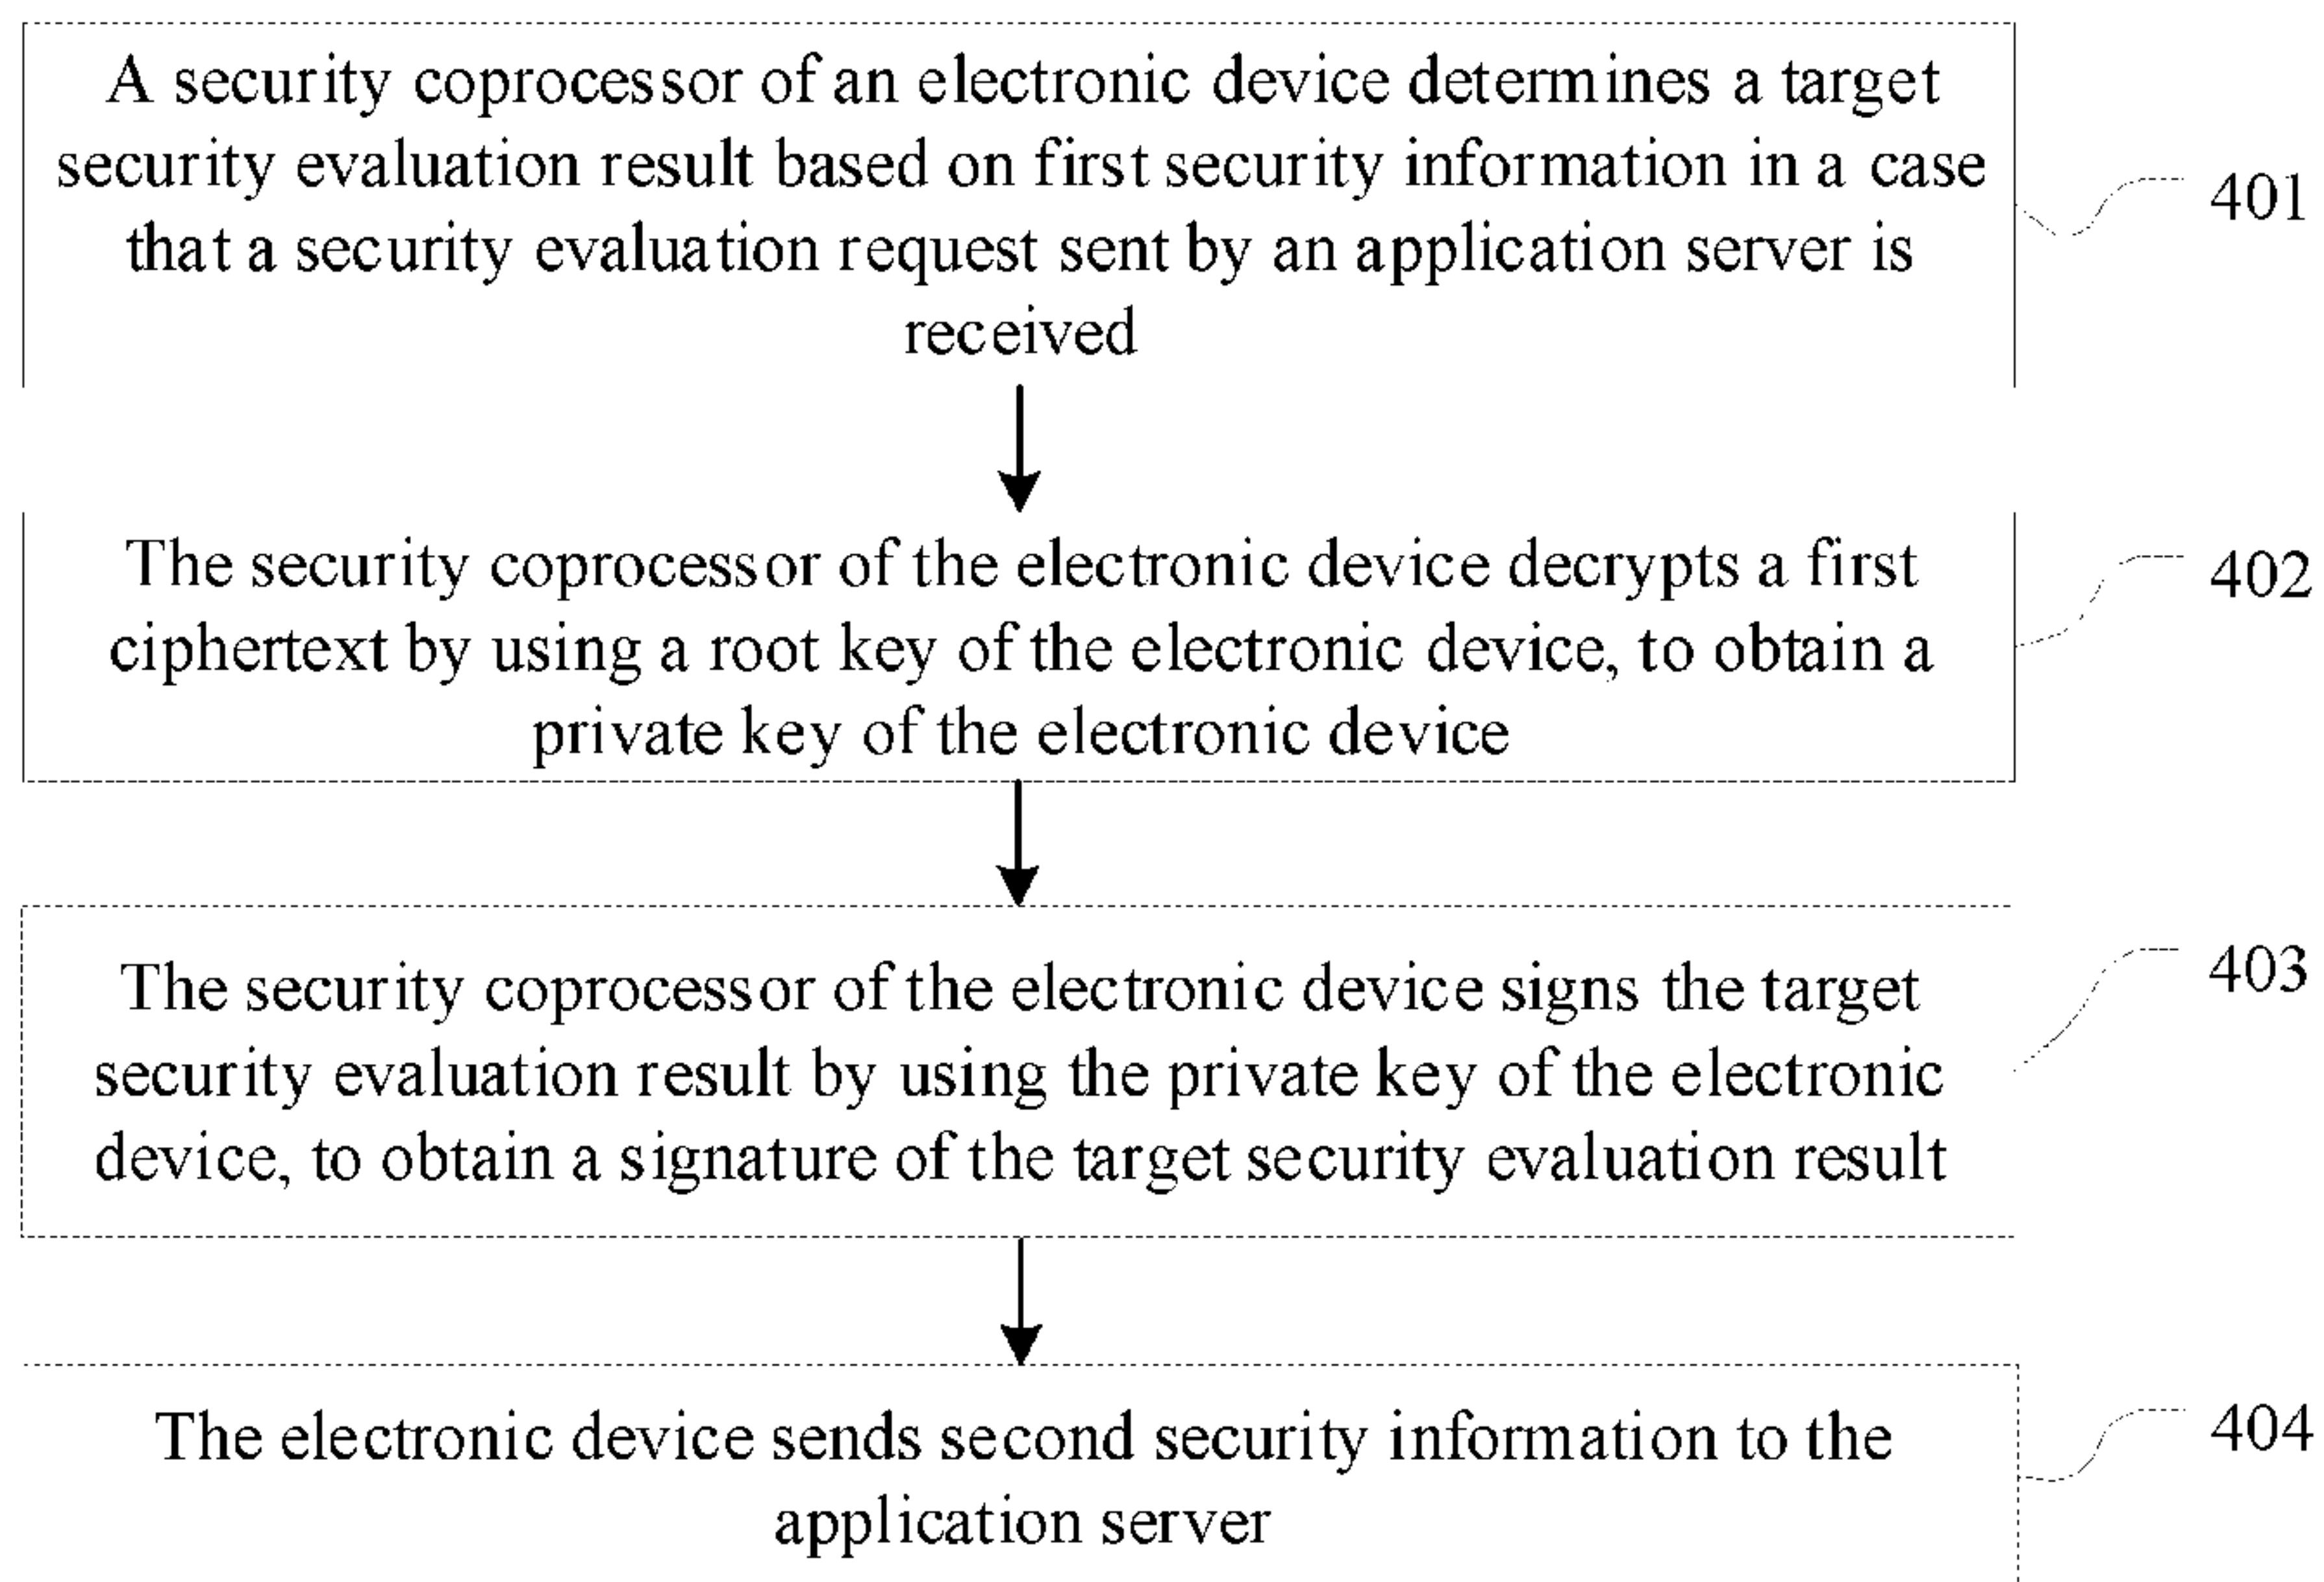 A security coprocessor of an electronic device determines a target
security evaluation result based on first security information in a case
that a security evaluation request sent by an application server is
received
401
The security coprocessor of the electronic device decrypts a first
ciphertext by using a root key of the electronic device, to obtain a
private key of the electronic device
402
The security coprocessor of the electronic device signs the target
security evaluation result by using the private key of the electronic
device, to obtain a signature of the target security evaluation result
403
The electronic device sends second security information to the
application server
404